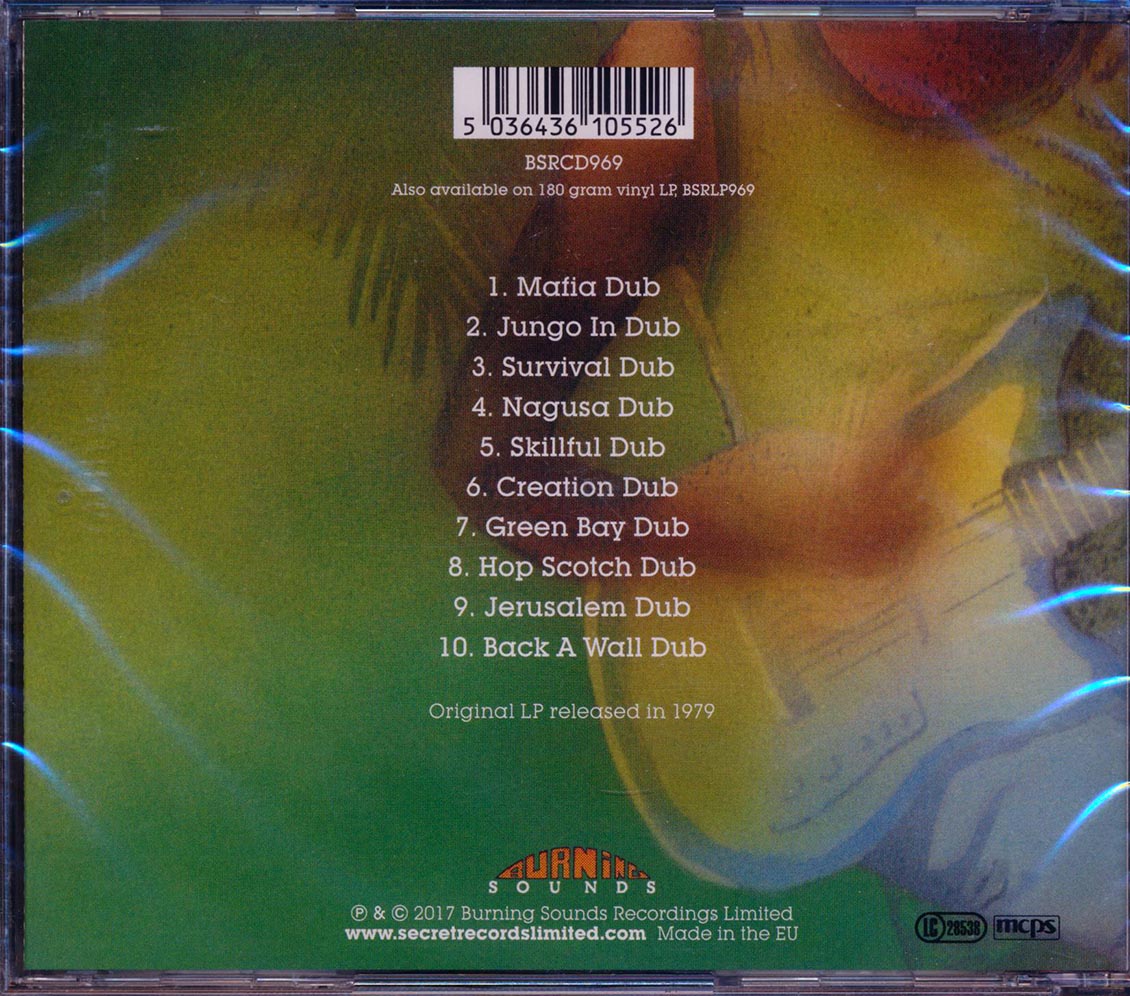 5 036436 105526
BSRCD969
Also available on 180 gram vinyl LP, BSRLP969
1. Mafia Dub
2. Jungo In Dub
3. Survival Dub
4. Nagusa Dub
5. Skillful Dub
6. Creation Dub
7. Green Bay Dub
8. Hop Scotch Dub
9. Jerusalem Dub
10. Back A Wall Dub
Original LP released in 1979
BURNING
SOUNDS
℗ & © 2017 Burning Sounds Recordings Limited
www.secretrecordslimited.com Made in the EU
LC 28538 mcps